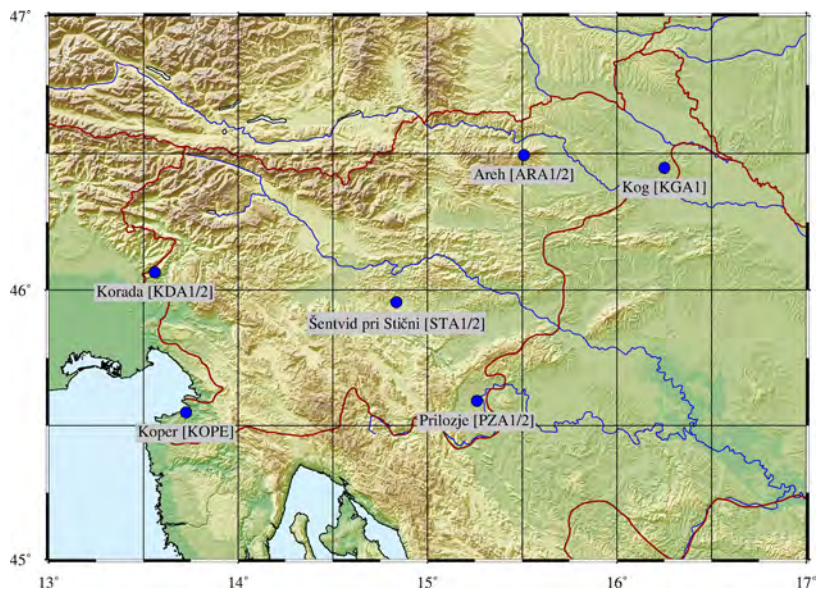 47°
Areh [ARA1/2]
Kog [KGA1]
Korada [KDA1/2]
46°
Šentvid pri Stični [STA1/2]
Prilozje [PZA1/2]
Koper [KOPE]
45°
13° 14° 15° 16° 17°